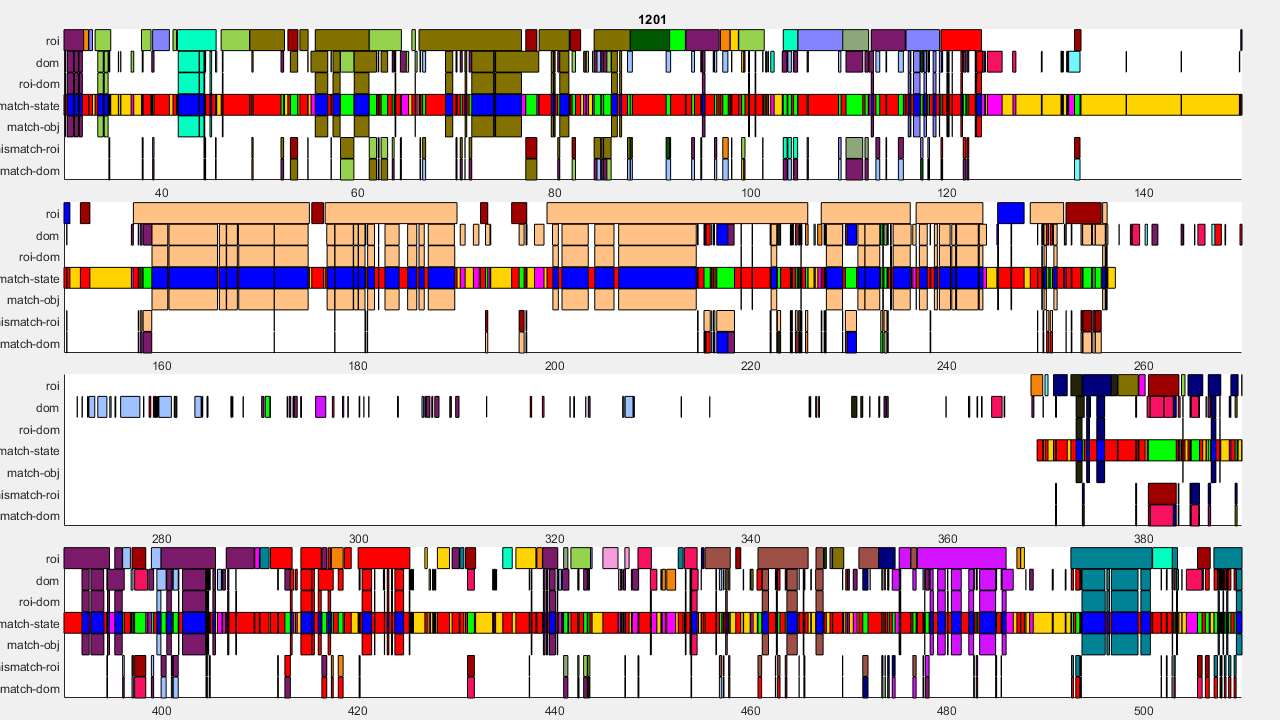 1201
roi
dom
roi-dom
match-state
match-obj
ismatch-roi
match-dom
40 60 80 100 120 140
roi
dom
roi-dom
match-state
match-obj
ismatch-roi
match-dom
160 180 200 220 240 260
roi
dom
roi-dom
match-state
match-obj
ismatch-roi
match-dom
280 300 320 340 360 380
roi
dom
roi-dom
match-state
match-obj
ismatch-roi
match-dom
400 420 440 460 480 500